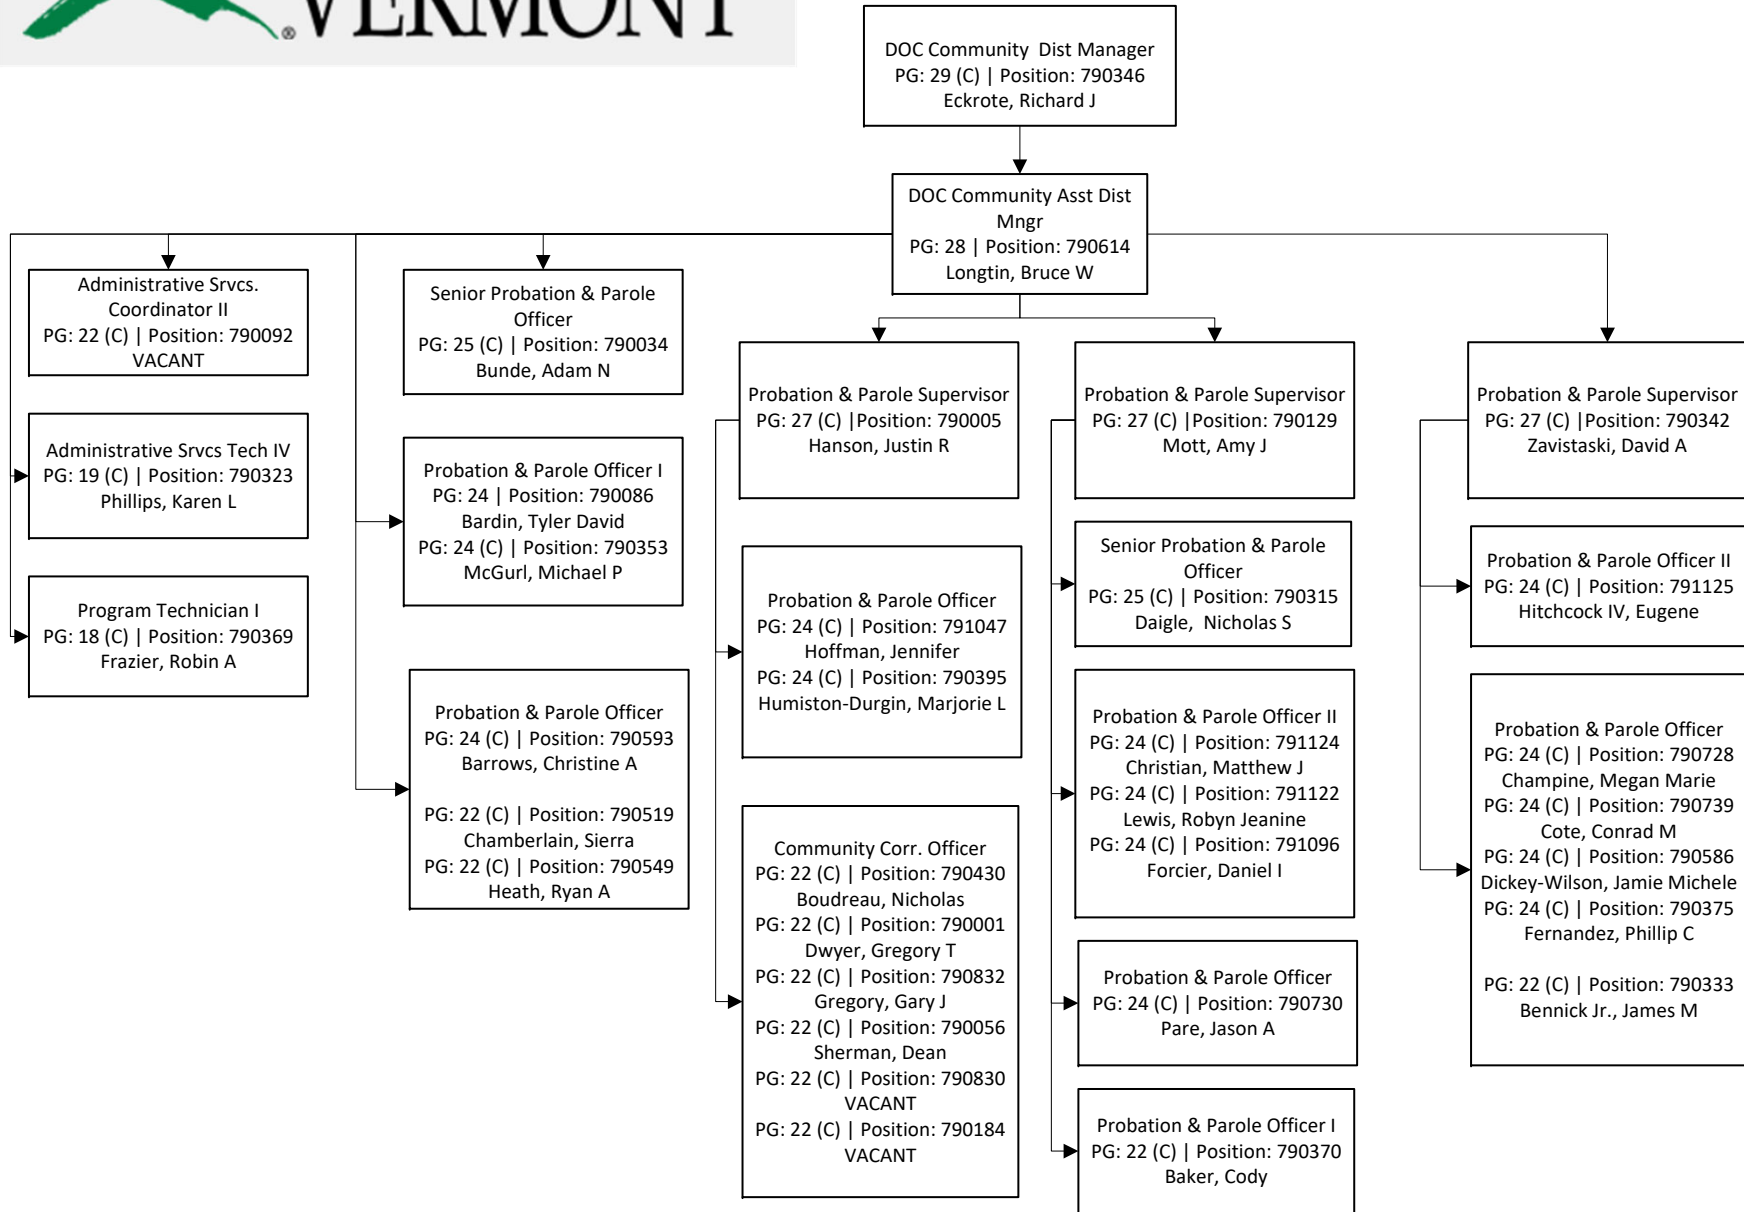 VERMONT
®
DOC Community  Dist Manager
PG: 29 (C) | Position: 790346
Eckrote, Richard J
DOC Community Asst Dist
Mngr
PG: 28 | Position: 790614
Longtin, Bruce W
Administrative Srvcs.
Coordinator II
PG: 22 (C) | Position: 790092
VACANT
Administrative Srvcs Tech IV
PG: 19 (C) | Position: 790323
Phillips, Karen L
Program Technician I
PG: 18 (C) | Position: 790369
Frazier, Robin A
Senior Probation & Parole
Officer
PG: 25 (C) | Position: 790034
Bunde, Adam N
Probation & Parole Officer I
PG: 24 | Position: 790086
Bardin, Tyler David
PG: 24 (C) | Position: 790353
McGurl, Michael P
Probation & Parole Officer
PG: 24 (C) | Position: 790593
Barrows, Christine A
PG: 22 (C) | Position: 790519
Chamberlain, Sierra
PG: 22 (C) | Position: 790549
Heath, Ryan A
Probation & Parole Supervisor
PG: 27 (C) |Position: 790005
Hanson, Justin R
Probation & Parole Officer
PG: 24 (C) | Position: 791047
Hoffman, Jennifer
PG: 24 (C) | Position: 790395
Humiston-Durgin, Marjorie L
Community Corr. Officer
PG: 22 (C) | Position: 790430
Boudreau, Nicholas
PG: 22 (C) | Position: 790001
Dwyer, Gregory T
PG: 22 (C) | Position: 790832
Gregory, Gary J
PG: 22 (C) | Position: 790056
Sherman, Dean
PG: 22 (C) | Position: 790830
VACANT
PG: 22 (C) | Position: 790184
VACANT
Probation & Parole Supervisor
PG: 27 (C) |Position: 790129
Mott, Amy J
Senior Probation & Parole
Officer
PG: 25 (C) | Position: 790315
Daigle,  Nicholas S
Probation & Parole Officer II
PG: 24 (C) | Position: 791124
Christian, Matthew J
PG: 24 (C) | Position: 791122
Lewis, Robyn Jeanine
PG: 24 (C) | Position: 791096
Forcier, Daniel I
Probation & Parole Officer
PG: 24 (C) | Position: 790730
Pare, Jason A
Probation & Parole Officer I
PG: 22 (C) | Position: 790370
Baker, Cody
Probation & Parole Supervisor
PG: 27 (C) |Position: 790342
Zavistaski, David A
Probation & Parole Officer II
PG: 24 (C) | Position: 791125
Hitchcock IV, Eugene
Probation & Parole Officer
PG: 24 (C) | Position: 790728
Champine, Megan Marie
PG: 24 (C) | Position: 790739
Cote, Conrad M
PG: 24 (C) | Position: 790586
Dickey-Wilson, Jamie Michele
PG: 24 (C) | Position: 790375
Fernandez, Phillip C
PG: 22 (C) | Position: 790333
Bennick Jr., James M